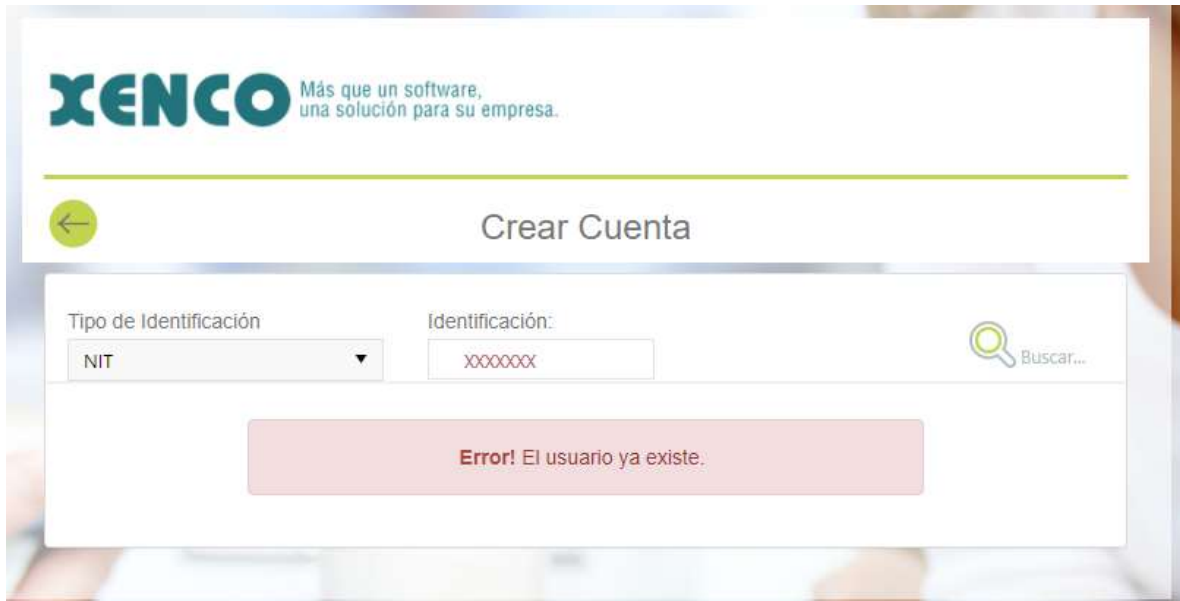 XENCO
Más que un software,
una solución para su empresa.
Crear Cuenta
Tipo de Identificación
Identificación:
NIT
XXXXXXX
Buscar...
Error! El usuario ya existe.